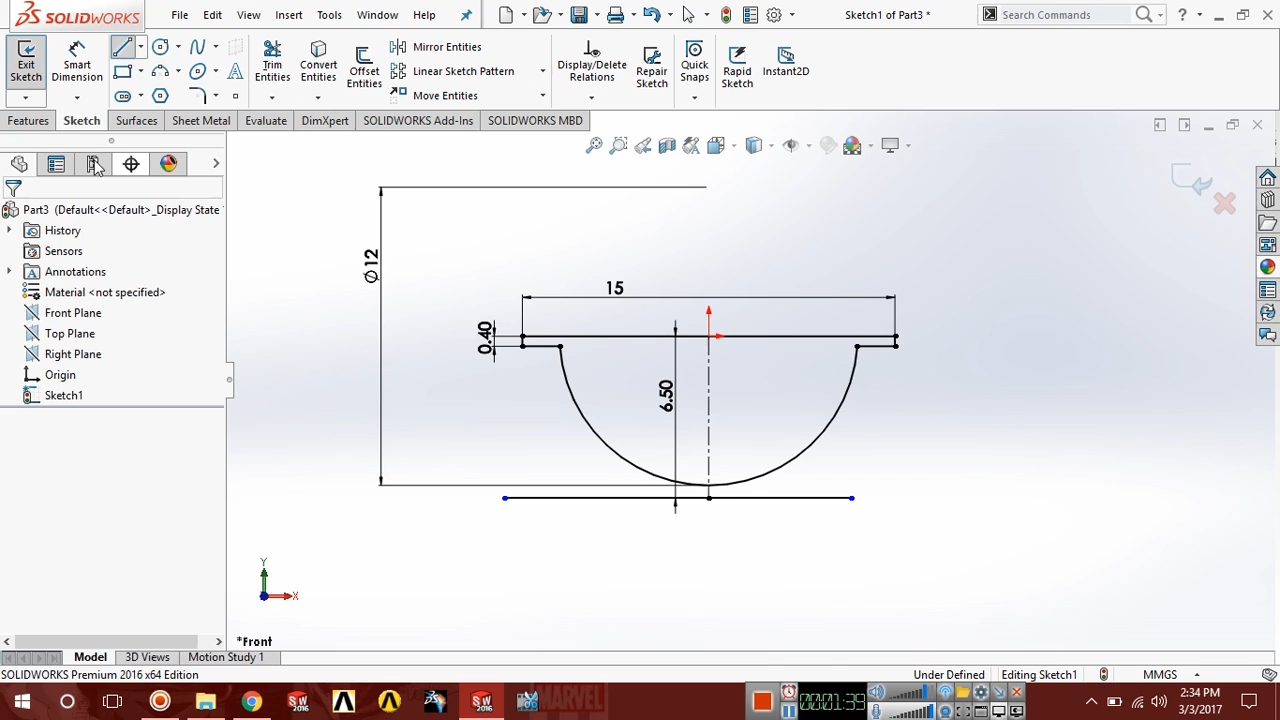 SOLIDWORKS
File Edit View Insert Tools Window Help
Sketch1 of Part3 *
Search Commands
?
Exit Sketch
Smart Dimension
Trim Entities
Convert Entities
Offset Entities
Mirror Entities
Linear Sketch Pattern
Move Entities
Display/Delete Relations
Repair Sketch
Quick Snaps
Rapid Sketch
Instant2D
Features Sketch Surfaces Sheet Metal Evaluate DimXpert SOLIDWORKS Add-Ins SOLIDWORKS MBD
Part3 (Default<<Default>_Display State
History
Sensors
Annotations
Material <not specified>
Front Plane
Top Plane
Right Plane
Origin
Sketch1
Ø12
15
0.40
6.50
Y
X
*Front
Model 3D Views Motion Study 1
SOLIDWORKS Premium 2016 x64 Edition
Under Defined
Editing Sketch1
MMGS
MARVEL
00:01:39
2:34 PM
3/3/2017